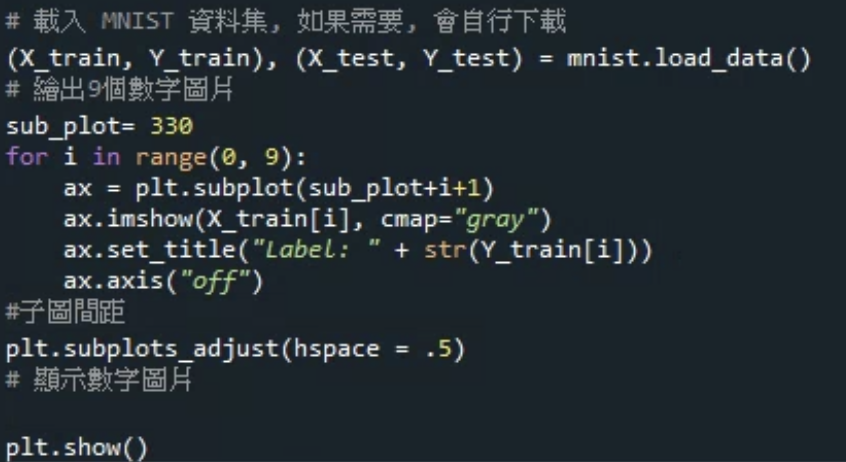 # 載入 MNIST 資料集, 如果需要, 會自行下載
(X_train, Y_train), (X_test, Y_test) = mnist.load_data()
# 繪出9個數字圖片
sub_plot= 330
for i in range(0, 9):
    ax = plt.subplot(sub_plot+i+1)
    ax.imshow(X_train[i], cmap="gray")
    ax.set_title("Label: " + str(Y_train[i]))
    ax.axis("off")
#子圖間距
plt.subplots_adjust(hspace = .5)
# 顯示數字圖片
plt.show()